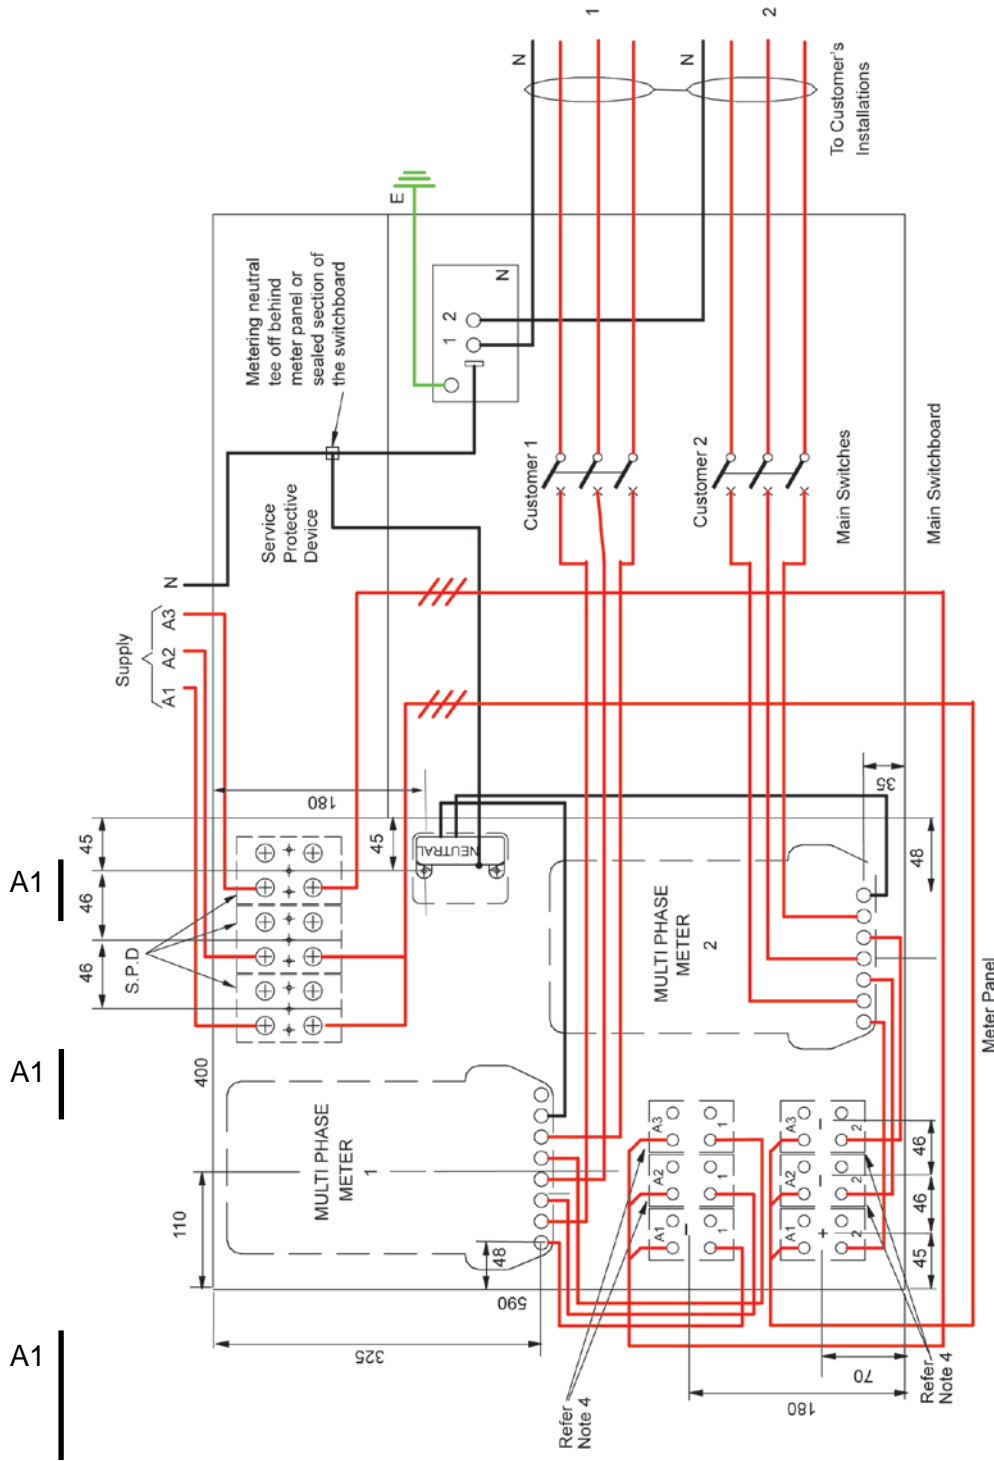 1
2
N
N
To Customer's
Installations
E
Metering neutral
tee off behind
meter panel or
sealed section of
the switchboard
N
1 2
Customer 1
Customer 2
Main Switches
Main Switchboard
Service
Protective
Device
Supply
A1 A2 A3
N
180
45
46
46
S.P.D
45
NEUTRAL
35
48
A1
A1
A1
400
MULTI PHASE
METER
1
MULTI PHASE
METER
2
Meter Panel
110
48
590
325
A1 A2 A3
1 1 1
A1 A2 A3
2 2 2
45 46 46
Refer
Note 4
Refer
Note 4
180
70